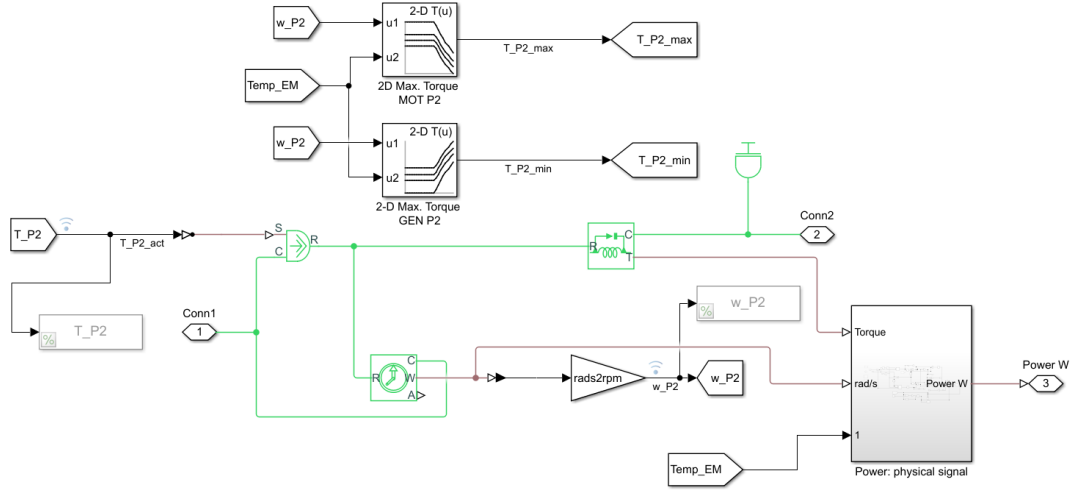 w_P2
u1
u2
2-D T(u)
T_P2_max
T_P2_max
Temp_EM
2D Max. Torque
MOT P2
w_P2
u1
u2
2-D T(u)
T_P2_min
T_P2_min
2-D Max. Torque
GEN P2
T_P2
T_P2_act
S
C
R
R
C
T
Conn2
2
T_P2
Conn1
1
R
C
W
A
rads2rpm
w_P2
w_P2
w_P2
Torque
rad/s
1
Power W
Power W
3
Temp_EM
Power: physical signal